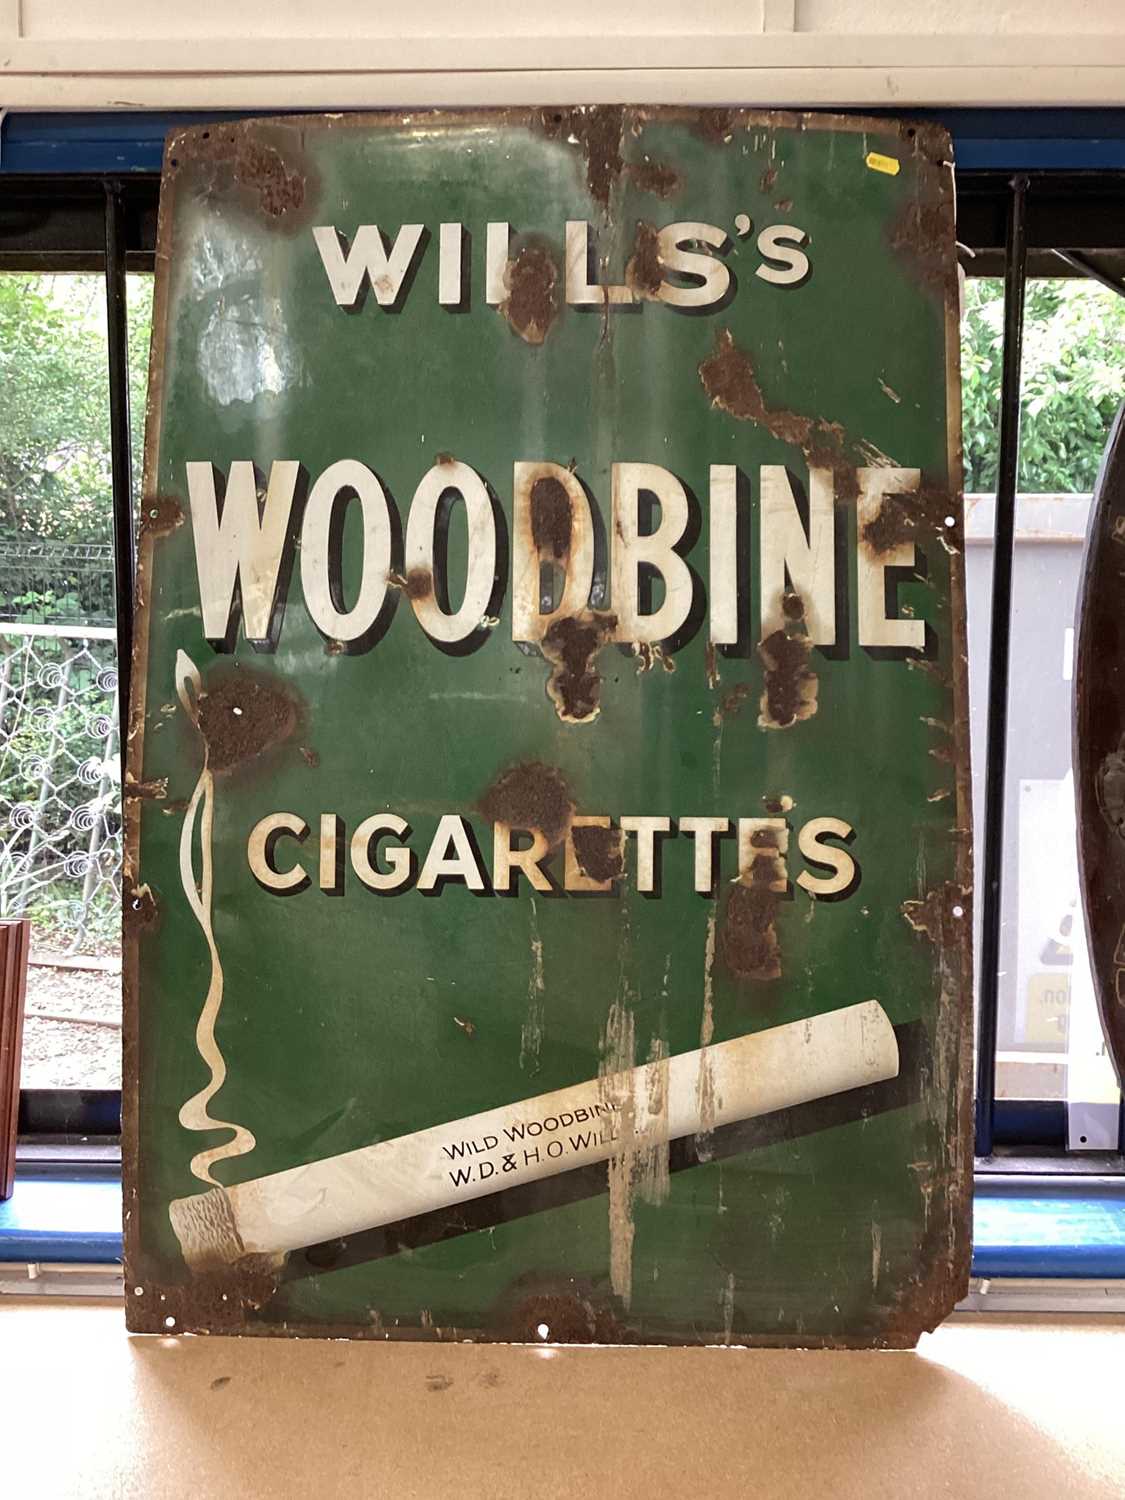 WILLS'S
WOODBINE
CIGARETTES
WILD WOODBINE
W.D. & H.O. WILL